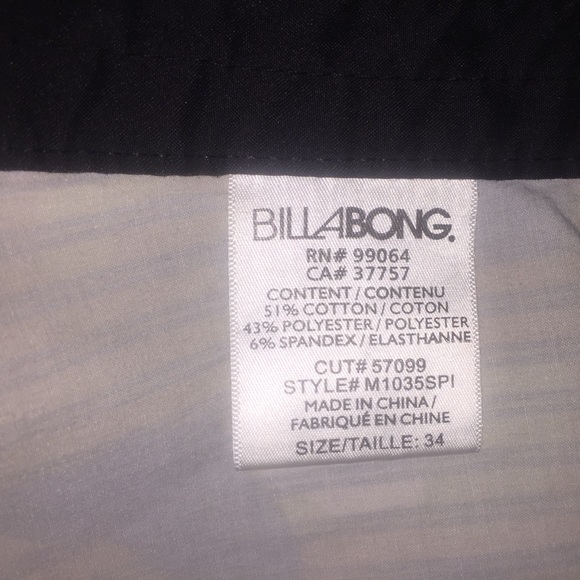 BILLABONG.
RN# 99064
CA# 37757
CONTENT / CONTENU
51% COTTON / COTON
43% POLYESTER / POLYESTER
6% SPANDEX / ELASTHANNE
CUT# 57099
STYLE# M1035SPI
MADE IN CHINA /
FABRIQUÉ EN CHINE
SIZE/TAILLE: 34